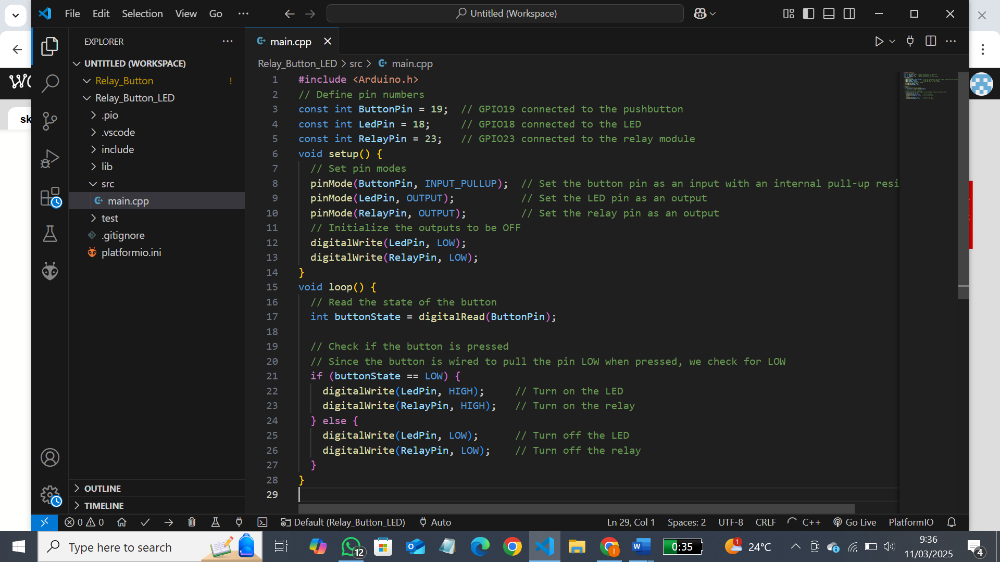 File Edit Selection View Go ···
Untitled (Workspace)
EXPLORER
UNTITLED (WORKSPACE)
Relay_Button !
Relay_Button_LED
.pio
.vscode
include
lib
src
main.cpp
test
.gitignore
platformio.ini
OUTLINE
TIMELINE
sk
main.cpp
Relay_Button_LED > src > main.cpp
1 #include <Arduino.h>
2 // Define pin numbers
3 const int ButtonPin = 19;  // GPIO19 connected to the pushbutton
4 const int LedPin = 18;     // GPIO18 connected to the LED
5 const int RelayPin = 23;   // GPIO23 connected to the relay module
6 void setup() {
7   // Set pin modes
8   pinMode(ButtonPin, INPUT_PULLUP);  // Set the button pin as an input with an internal pull-up resi
9   pinMode(LedPin, OUTPUT);           // Set the LED pin as an output
10   pinMode(RelayPin, OUTPUT);         // Set the relay pin as an output
11   // Initialize the outputs to be OFF
12   digitalWrite(LedPin, LOW);
13   digitalWrite(RelayPin, LOW);
14 }
15 void loop() {
16   // Read the state of the button
17   int buttonState = digitalRead(ButtonPin);
18
19   // Check if the button is pressed
20   // Since the button is wired to pull the pin LOW when pressed, we check for LOW
21   if (buttonState == LOW) {
22     digitalWrite(LedPin, HIGH);     // Turn on the LED
23     digitalWrite(RelayPin, HIGH);   // Turn on the relay
24   } else {
25     digitalWrite(LedPin, LOW);      // Turn off the LED
26     digitalWrite(RelayPin, LOW);    // Turn off the relay
27   }
28 }
29
0 0 Default (Relay_Button_LED) Auto Ln 29, Col 1 Spaces: 2 UTF-8 CRLF C++ Go Live PlatformIO
Type here to search 12 0:35 1 24°C 9:36
11/03/2025 4